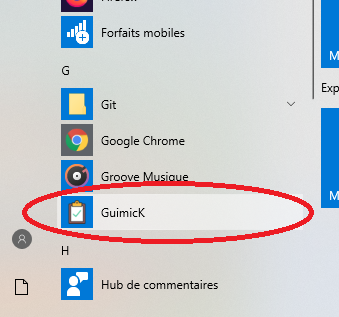 Forfaits mobiles
G
Git
Google Chrome
Groove Musique
GuimicK
H
Hub de commentaires
M
Exp
M